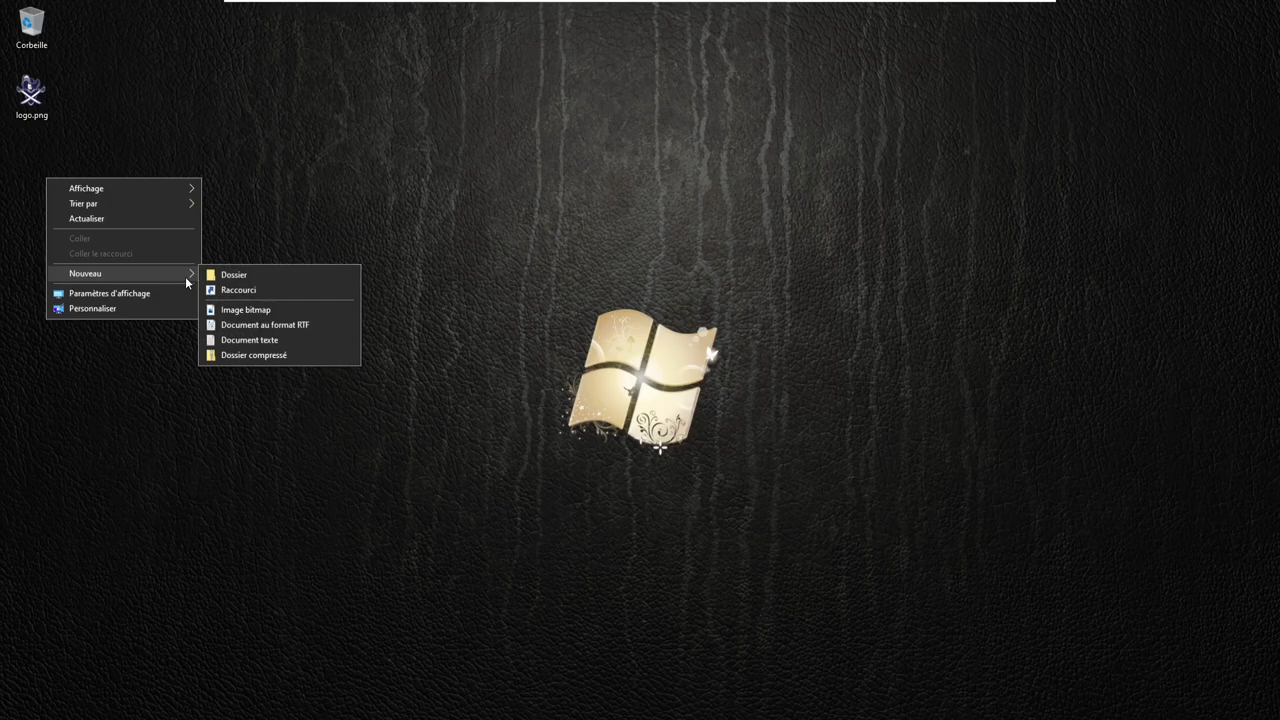 Corbeille
logo.png
Affichage
Trier par
Actualiser
Coller
Coller le raccourci
Nouveau
Paramètres d'affichage
Personnaliser
Dossier
Raccourci
Image bitmap
Document au format RTF
Document texte
Dossier compressé